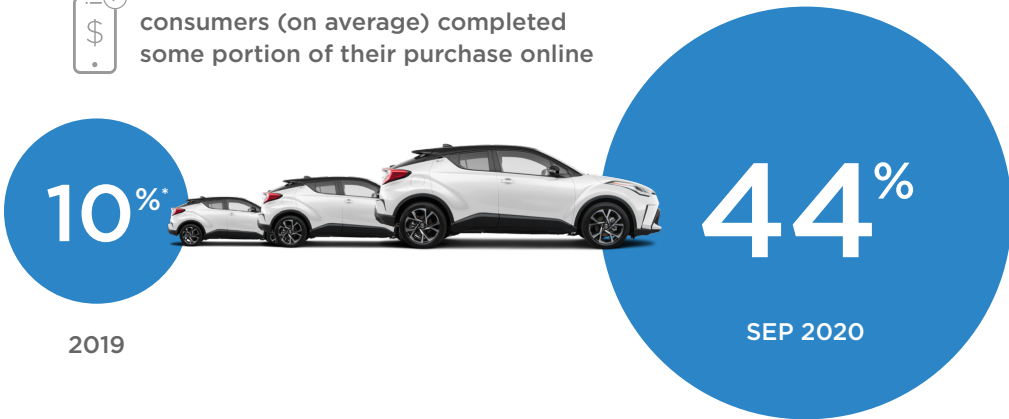 $
consumers (on average) completed
some portion of their purchase online
10%*
44%
2019
SEP 2020